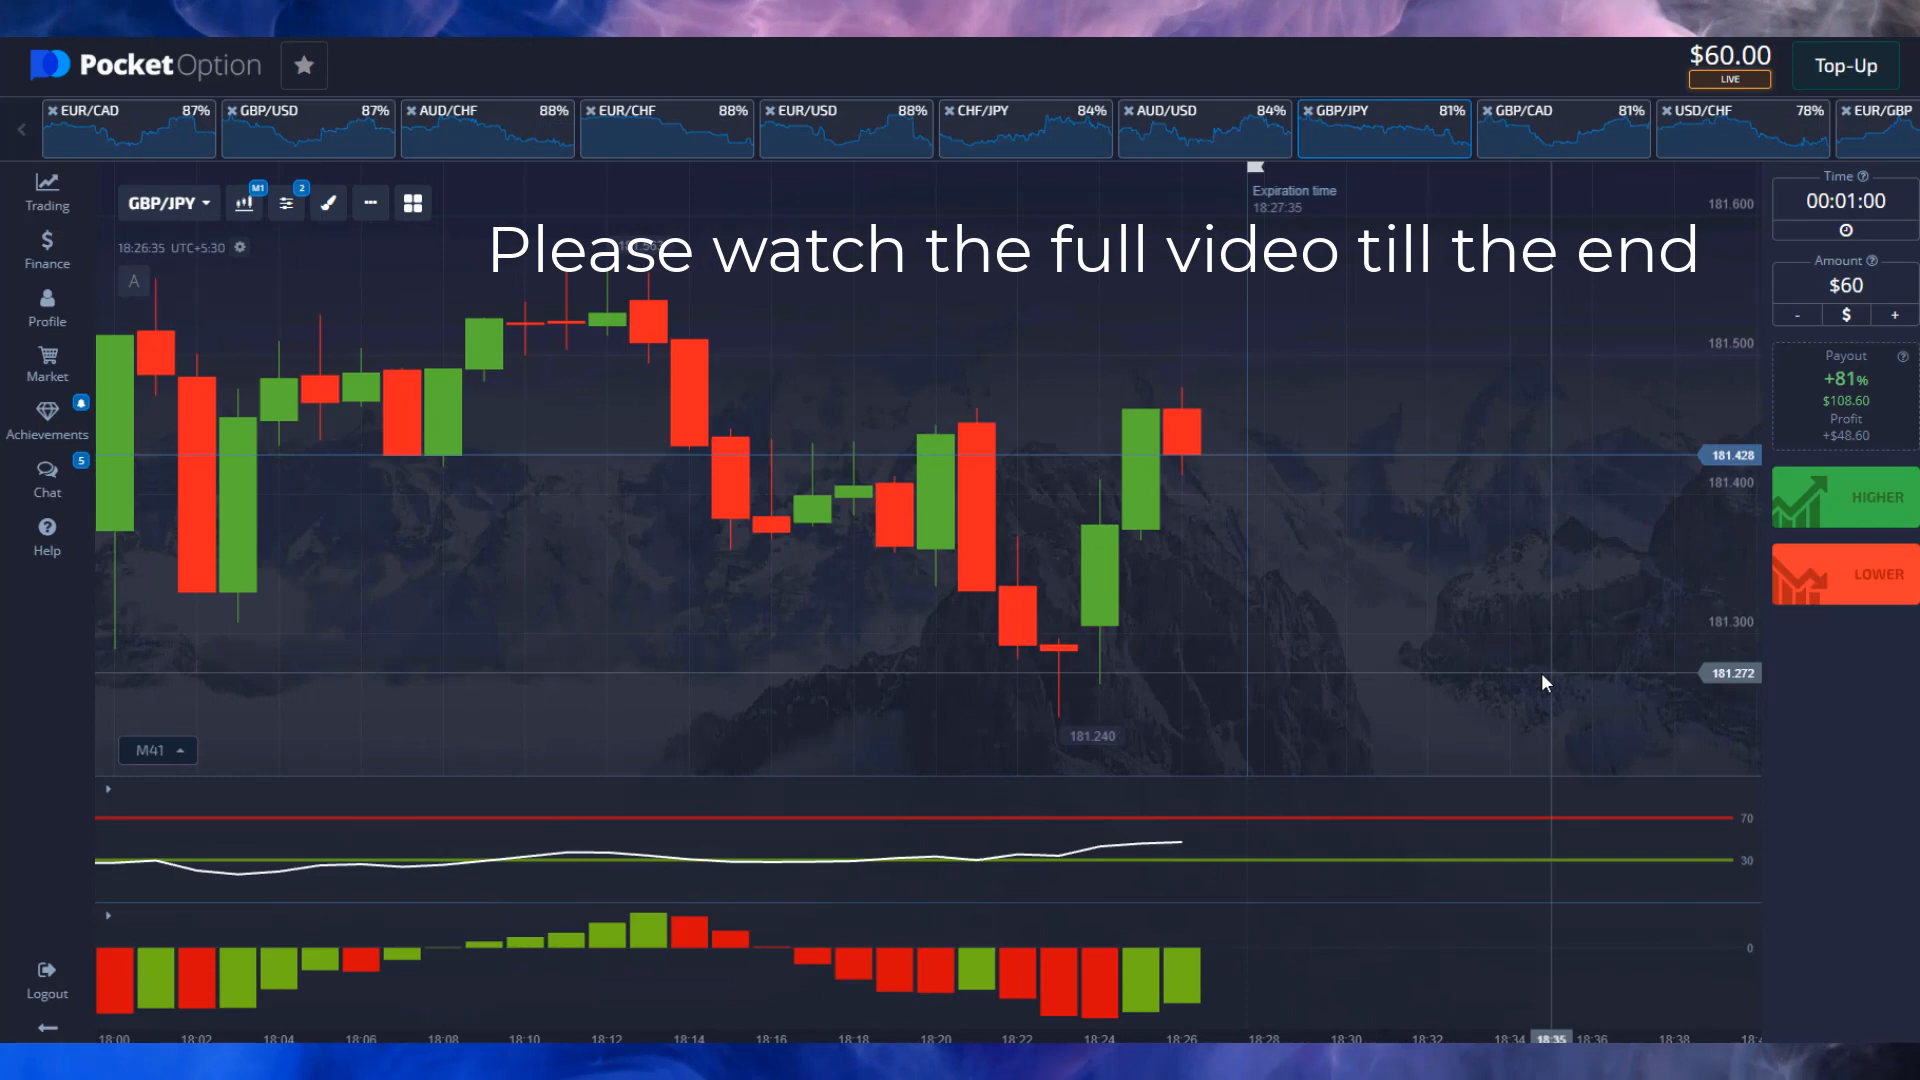 PocketOption
$60.00
LIVE
Top-Up
EUR/CAD 87%
GBP/USD 87%
AUD/CHF 88%
EUR/CHF 88%
EUR/USD 88%
CHF/JPY 84%
AUD/USD 84%
GBP/JPY 81%
GBP/CAD 81%
USD/CHF 78%
EUR/GBP
Trading
Finance
Profile
Market
Achievements
5
Chat
Help
Logout
GBP/JPY
M1
2
18:26:35 UTC+5:30
A
Please watch the full video till the end
Expiration time
18:27:35
181.600
181.500
181.428
181.400
181.300
181.272
181.240
M41
70
30
0
18:00 18:02 18:04 18:06 18:08 18:10 18:12 18:14 18:16 18:18 18:20 18:22 18:24 18:26 18:28 18:30 18:32 18:34 18:35 18:36 18:38
Time
00:01:00
Amount
$60
- $ +
Payout
+81%
$108.60
Profit
+$48.60
HIGHER
LOWER